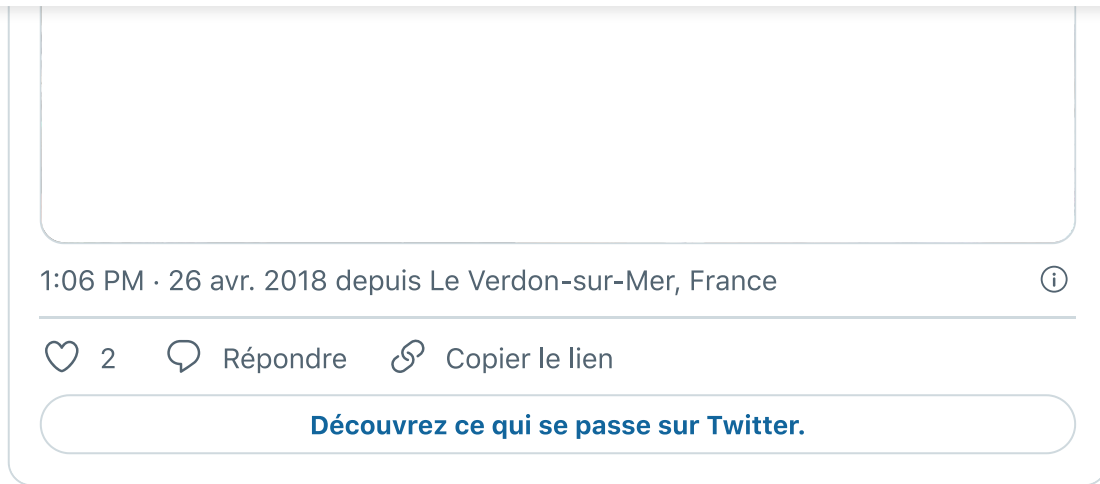 1:06 PM · 26 avr. 2018 depuis Le Verdon-sur-Mer, France
2 Répondre Copier le lien
Découvrez ce qui se passe sur Twitter.